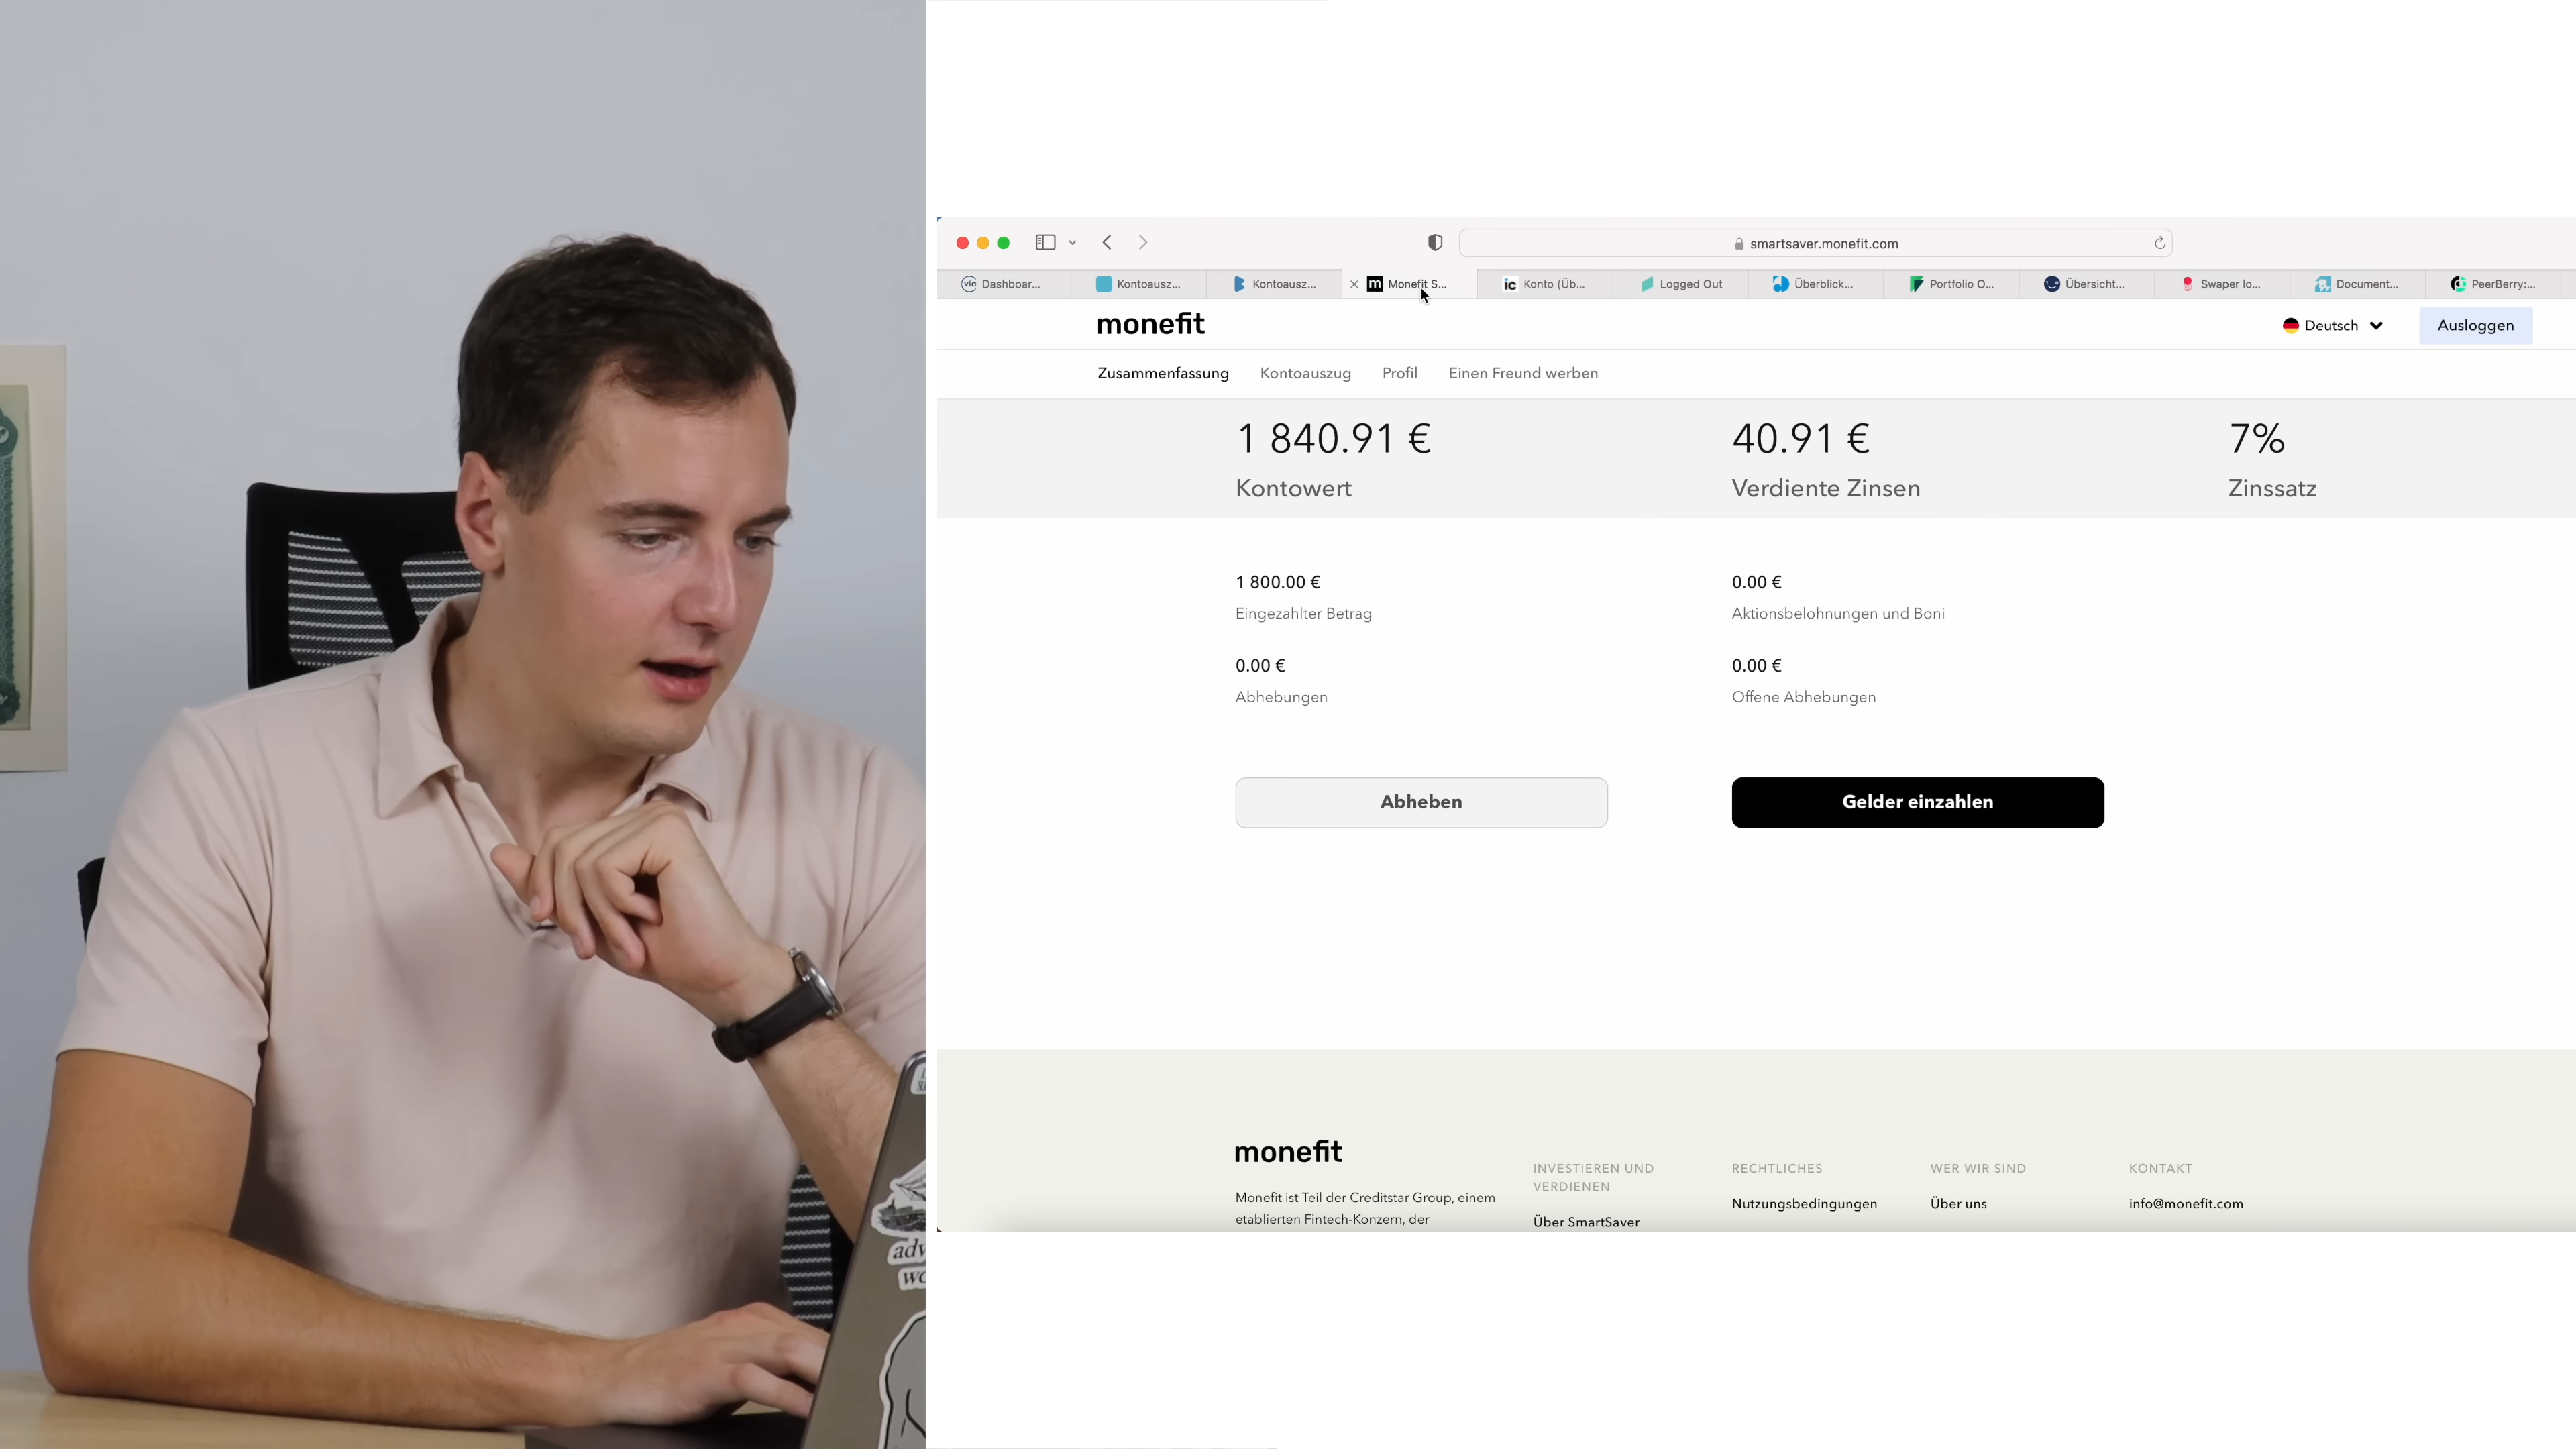 smartsaver.monefit.com
via Dashboar...
Kontoausz...
Kontoausz...
m Monefit S...
ic Konto (Üb...
Logged Out
Überblick...
Portfolio O...
Übersicht...
Swaper lo...
Document...
PeerBerry:...
monefit
Deutsch
Ausloggen
Zusammenfassung
Kontoauszug
Profil
Einen Freund werben
1 840.91 €
Kontowert
40.91 €
Verdiente Zinsen
7%
Zinssatz
1 800.00 €
Eingezahlter Betrag
0.00 €
Aktionsbelohnungen und Boni
0.00 €
Abhebungen
0.00 €
Offene Abhebungen
Abheben
Gelder einzahlen
monefit
Monefit ist Teil der Creditstar Group, einem
etablierten Fintech-Konzern, der
INVESTIEREN UND
VERDIENEN
Über SmartSaver
RECHTLICHES
Nutzungsbedingungen
WER WIR SIND
Über uns
KONTAKT
info@monefit.com